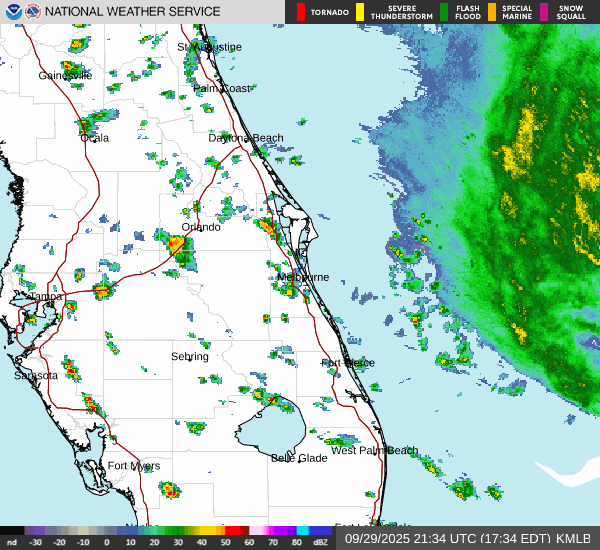 NATIONAL WEATHER SERVICE
TORNADO
SEVERE THUNDERSTORM
FLASH FLOOD
SPECIAL MARINE
SNOW SQUALL
St. Augustine
Gainesville
Palm Coast
Ocala
Daytona Beach
Orlando
Melbourne
Tampa
Sebring
Fort Pierce
Sarasota
West Palm Beach
Belle Glade
Fort Myers
nd -30 -20 -10 0 10 20 30 40 50 60 70 80 dBZ
09/29/2025 21:34 UTC (17:34 EDT) KMLB